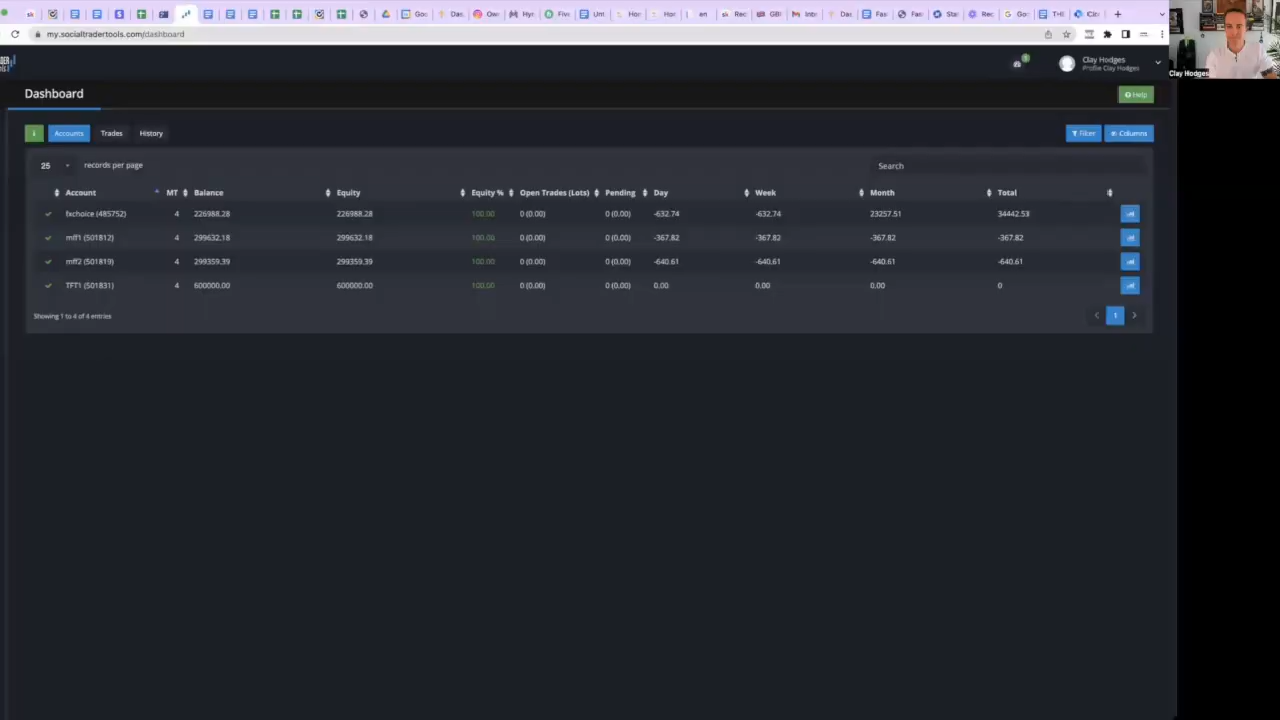 my.socialtradertools.com/dashboard
Clay Hodges
Profile Clay Hodges
Clay Hodges
Dashboard
Help
Accounts Trades History
Filter Columns
25 records per page
Search
Account MT Balance Equity Equity % Open Trades (Lots) Pending Day Week Month Total
fxchoice (485752) 4 226988.28 226988.28 100.00 0 (0.00) 0 (0.00) -632.74 -632.74 23257.51 34442.53
mff1 (501812) 4 299632.18 299632.18 100.00 0 (0.00) 0 (0.00) -367.82 -367.82 -367.82 -367.82
mff2 (501819) 4 299359.39 299359.39 100.00 0 (0.00) 0 (0.00) -640.61 -640.61 -640.61 -640.61
TFT1 (501831) 4 600000.00 600000.00 100.00 0 (0.00) 0 (0.00) 0.00 0.00 0.00 0
Showing 1 to 4 of 4 entries
1